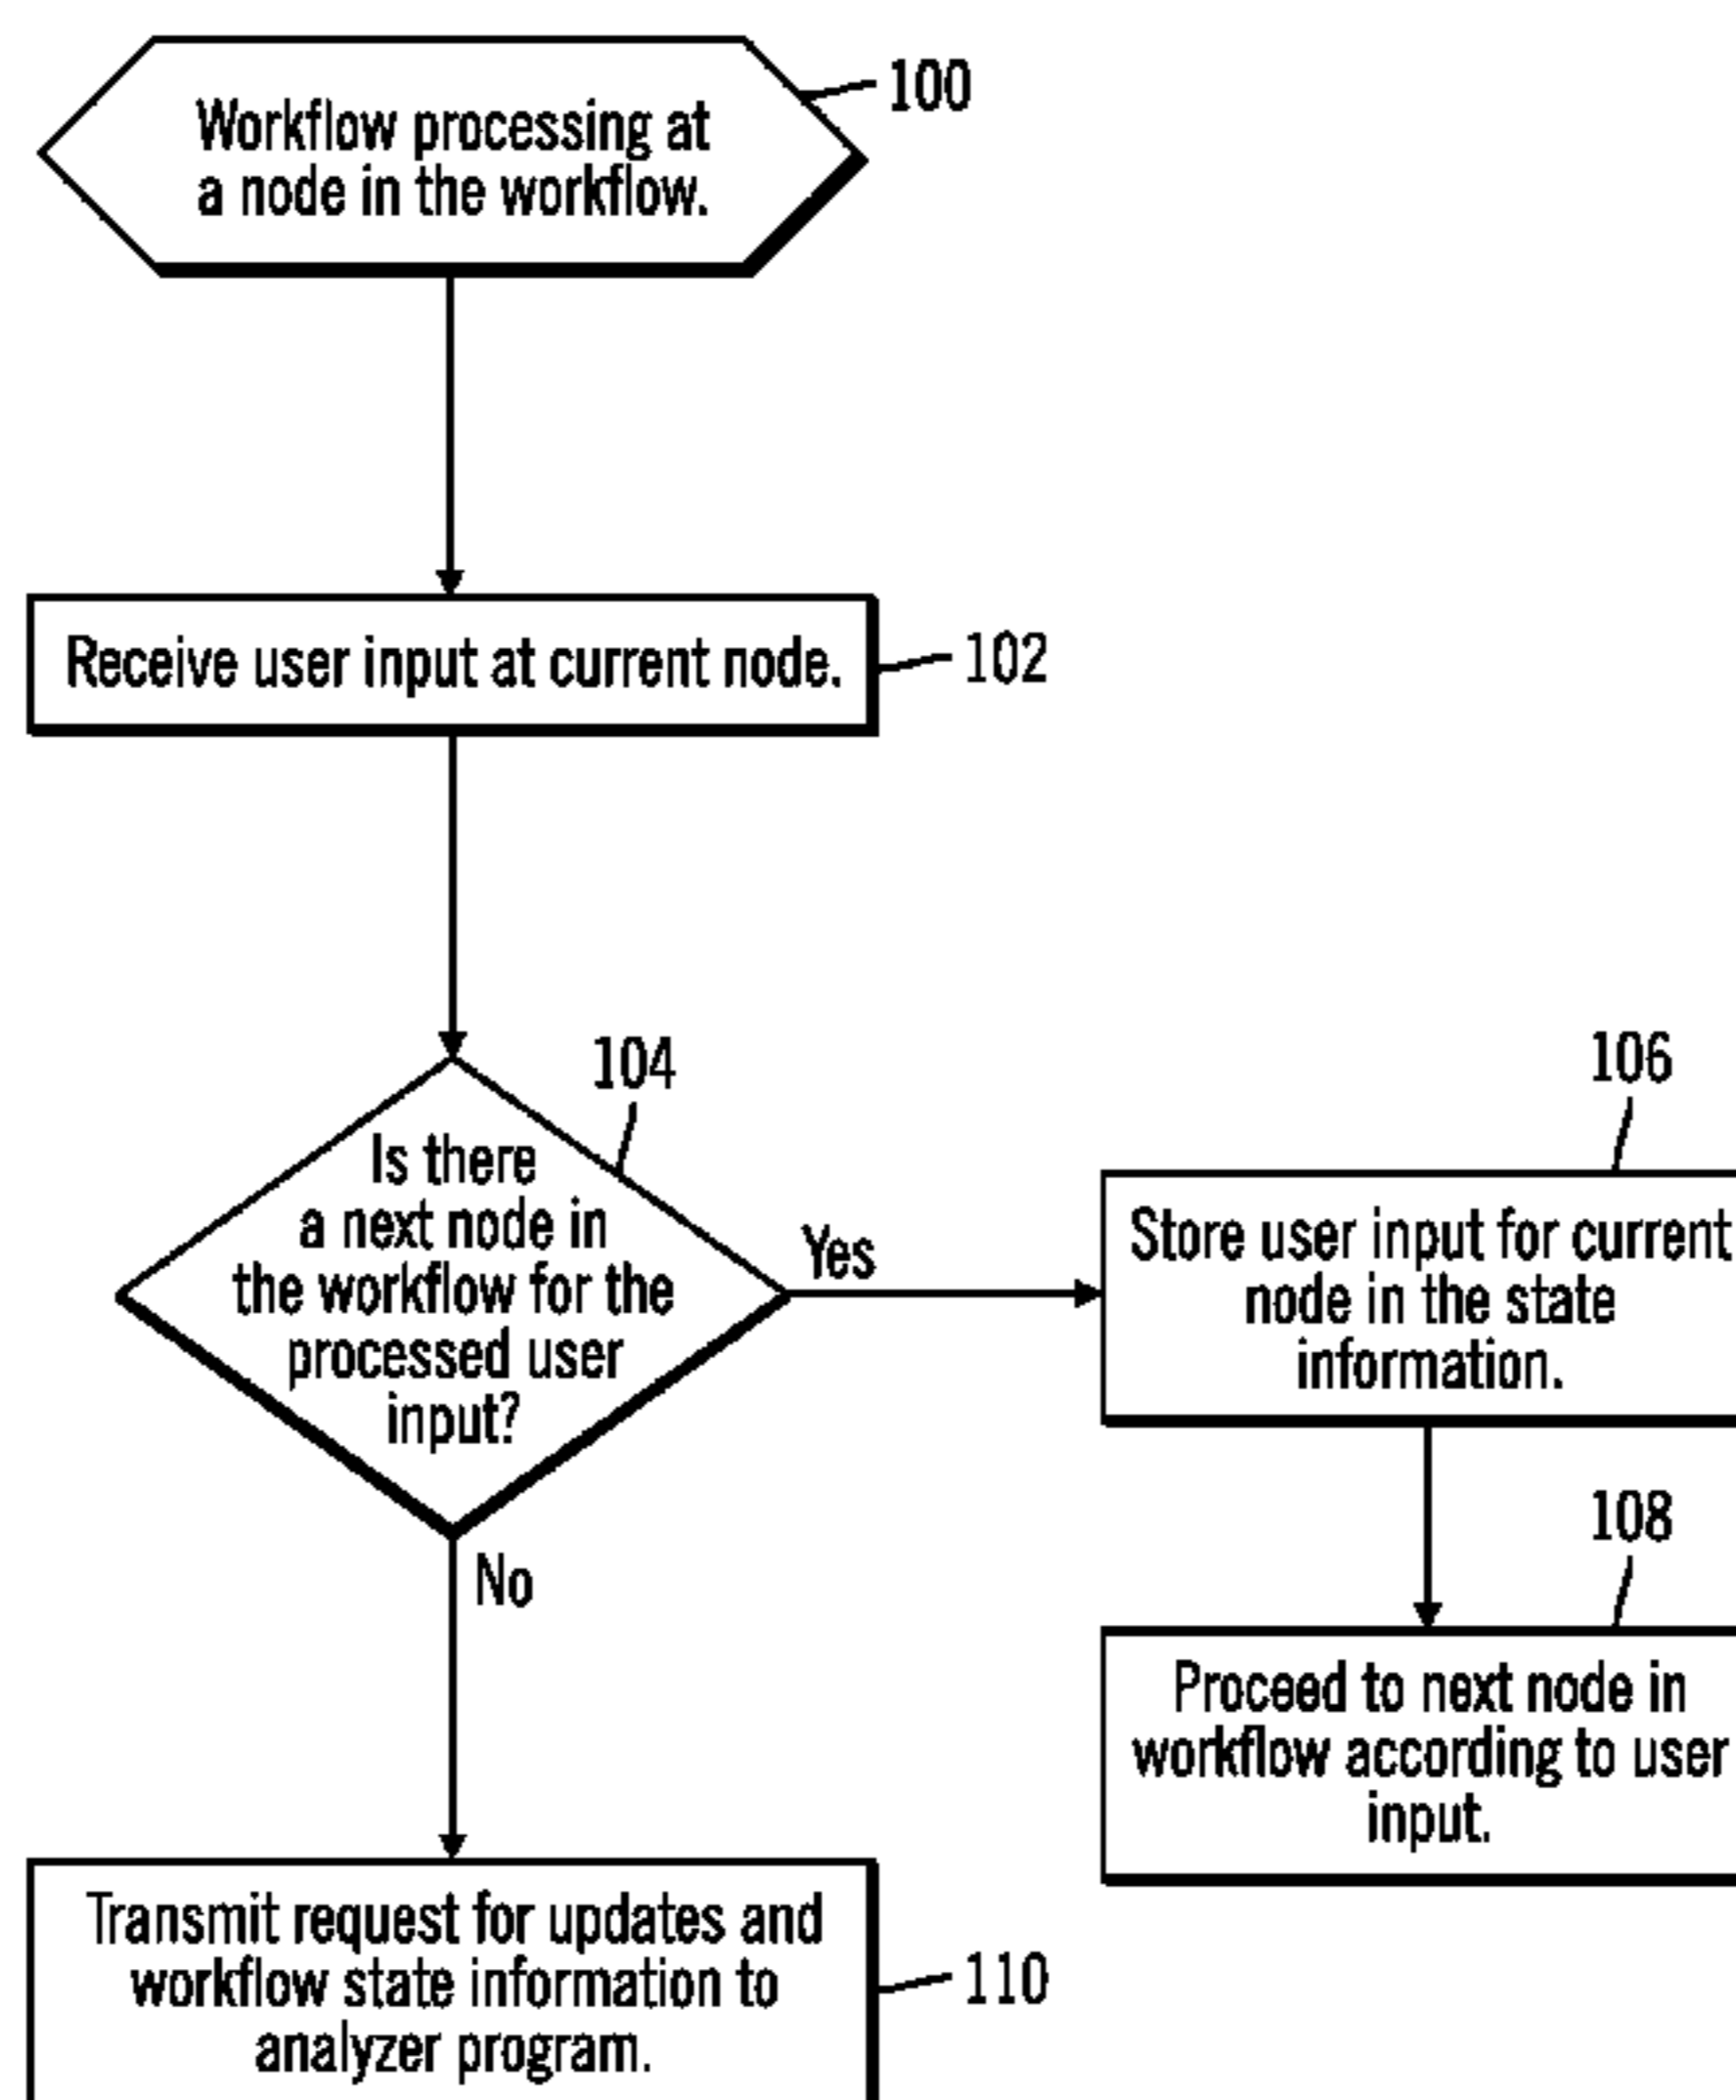 100
Workflow processing at
a node in the workflow.
Receive user input at current node.
102
104
Is there
a next node in
the workflow for the
processed user
input?
Yes
No
106
Store user input for current
node in the state
information.
108
Proceed to next node in
workflow according to user
input.
Transmit request for updates and
workflow state information to
analyzer program.
110